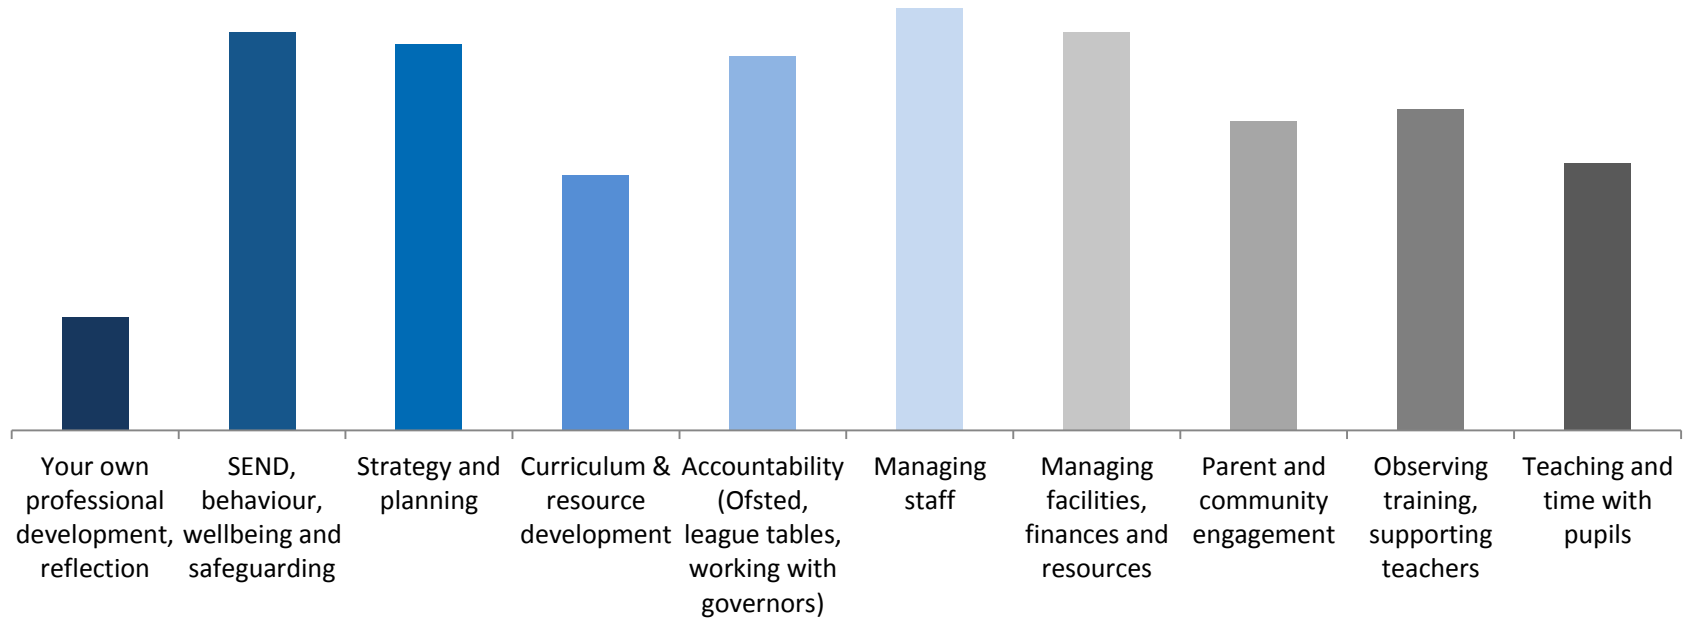 Your own
professional
development,
reflection
SEND,
behaviour,
wellbeing and
safeguarding
Strategy and
planning
Curriculum &
resource
development
Accountability
(Ofsted,
league tables,
working with
governors)
Managing
staff
Managing
facilities,
finances and
resources
Parent and
community
engagement
Observing
training,
supporting
teachers
Teaching and
time with
pupils